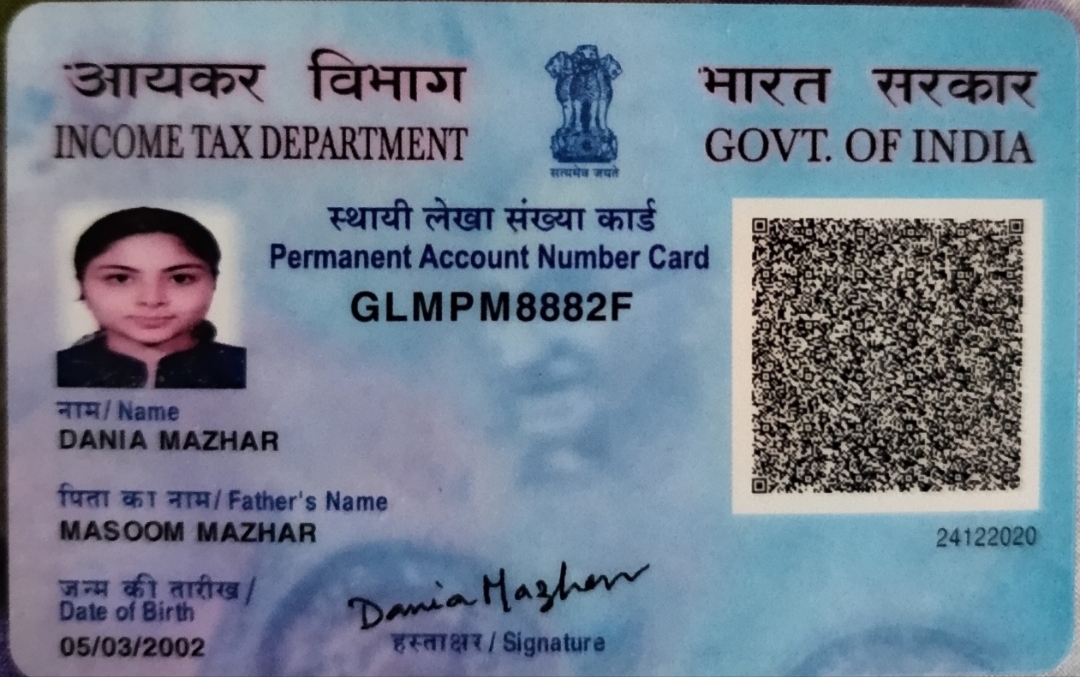 आयकर विभाग
INCOME TAX DEPARTMENT
सत्यमेव जयते
भारत सरकार
GOVT. OF INDIA
स्थायी लेखा संख्या कार्ड
Permanent Account Number Card
GLMPM8882F
नाम/ Name
DANIA MAZHAR
पिता का नाम/ Father's Name
MASOOM MAZHAR
24122020
जन्म की तारीख /
Date of Birth
05/03/2002
Dania Mazhar
हस्ताक्षर / Signature